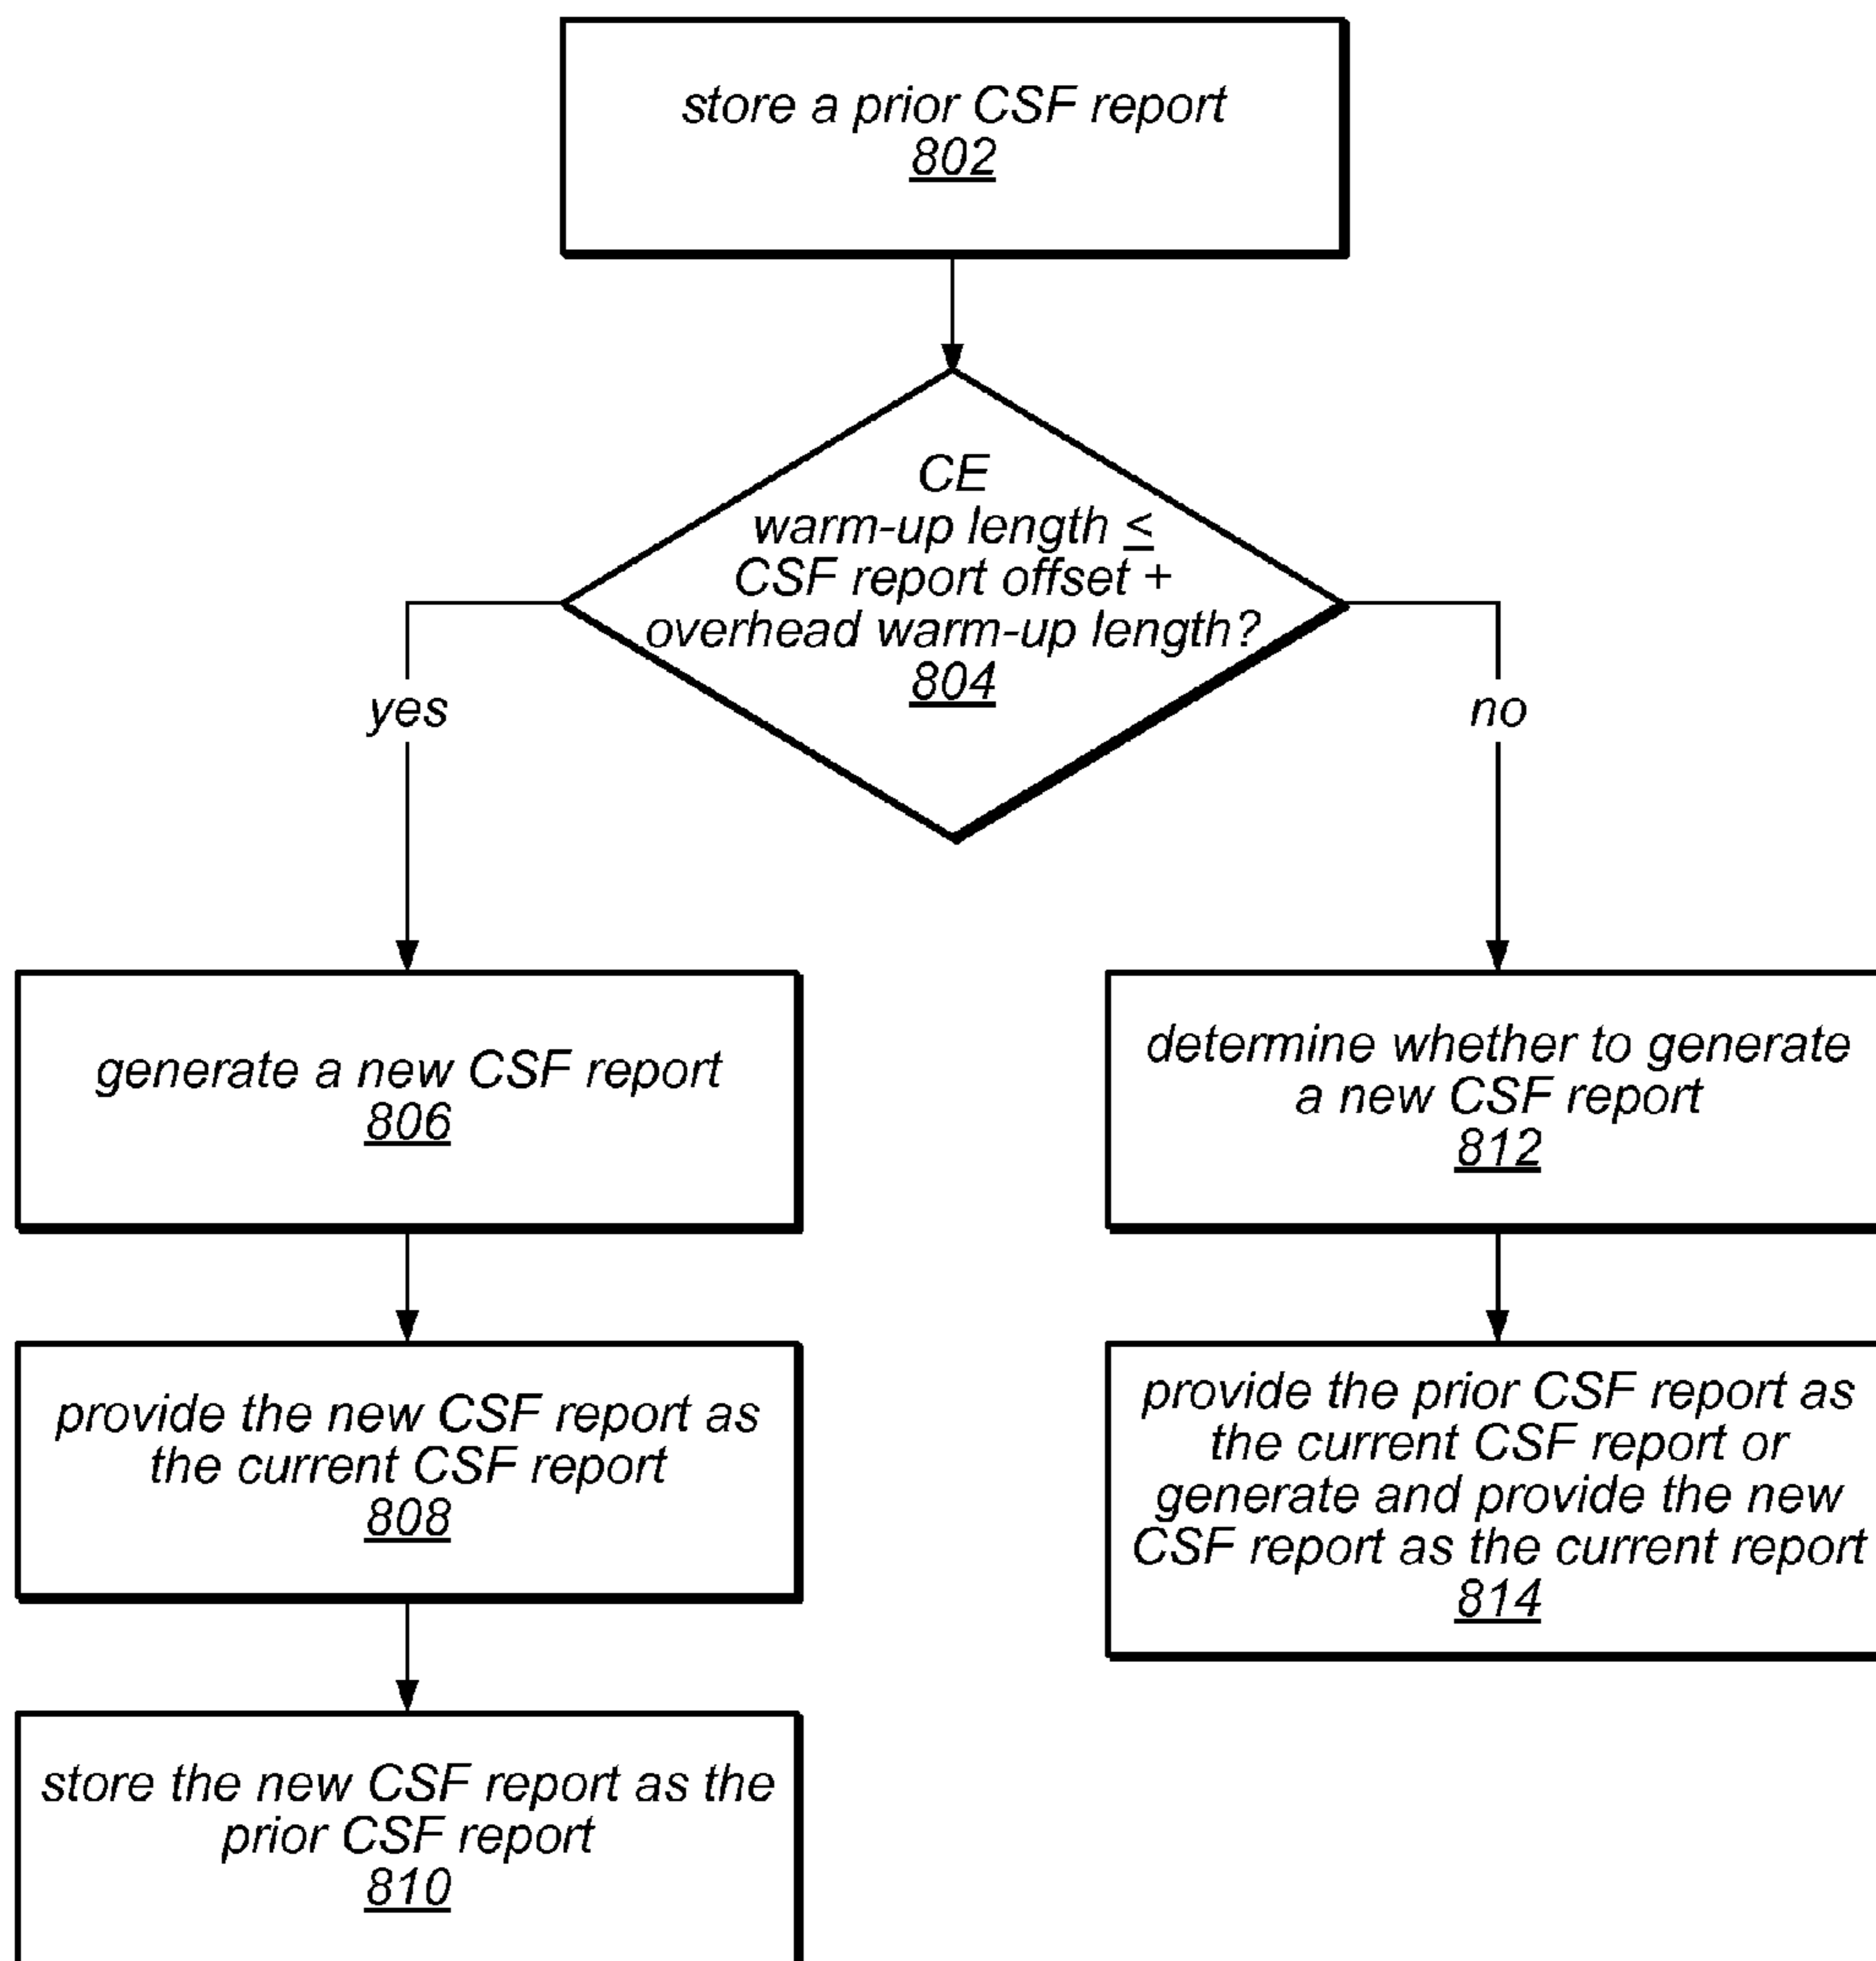 store a prior CSF report
802
CE
warm-up length ≤
CSF report offset +
overhead warm-up length?
804
yes
no
generate a new CSF report
806
determine whether to generate
a new CSF report
812
provide the new CSF report as
the current CSF report
808
provide the prior CSF report as
the current CSF report or
generate and provide the new
CSF report as the current report
814
store the new CSF report as the
prior CSF report
810